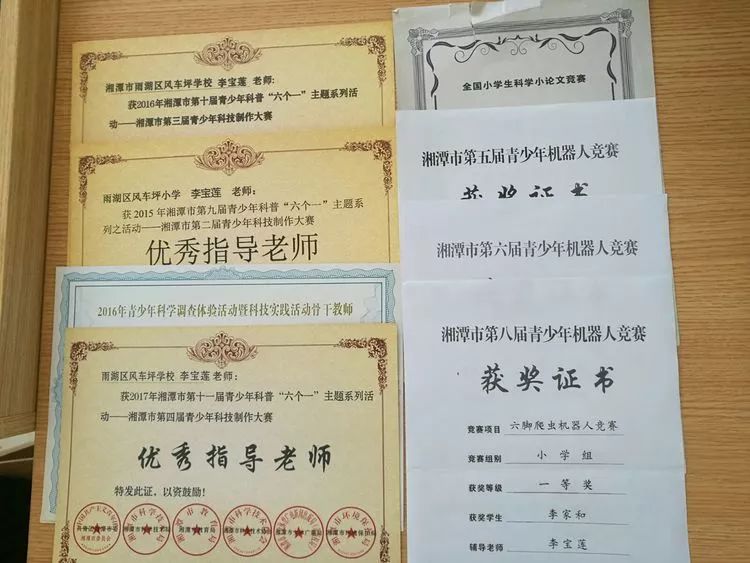 湘潭市雨湖区风车坪学校 李宝莲 老师:
获2016年湘潭市第十届青少年科普“六个一”主题系列活
动——湘潭市第三届青少年科技制作大赛
雨湖区风车坪小学 李宝莲 老师:
获 2015 年湘潭市第九届青少年科普“六个一”主题系
列之活动——湘潭市第二届青少年科技制作大赛
优秀指导老师
2016年青少年科学调查体验活动暨科技实践活动骨干教师
雨湖区风车坪学校 李宝莲 老师:
获2017年湘潭市第十一届青少年科普“六个一”主题系列活
动——湘潭市第四届青少年科技制作大赛
优秀指导老师
特发此证,以资鼓励!
全国小学生科学小论文竞赛
湘潭市第五届青少年机器人竞赛
获奖证书
湘潭市第六届青少年机器人竞赛
湘潭市第八届青少年机器人竞赛
获奖证书
竞赛项目 六脚爬虫机器人竞赛
竞赛组别 小学组
获奖等级 一等奖
获奖学生 李家和
辅导老师 李宝莲